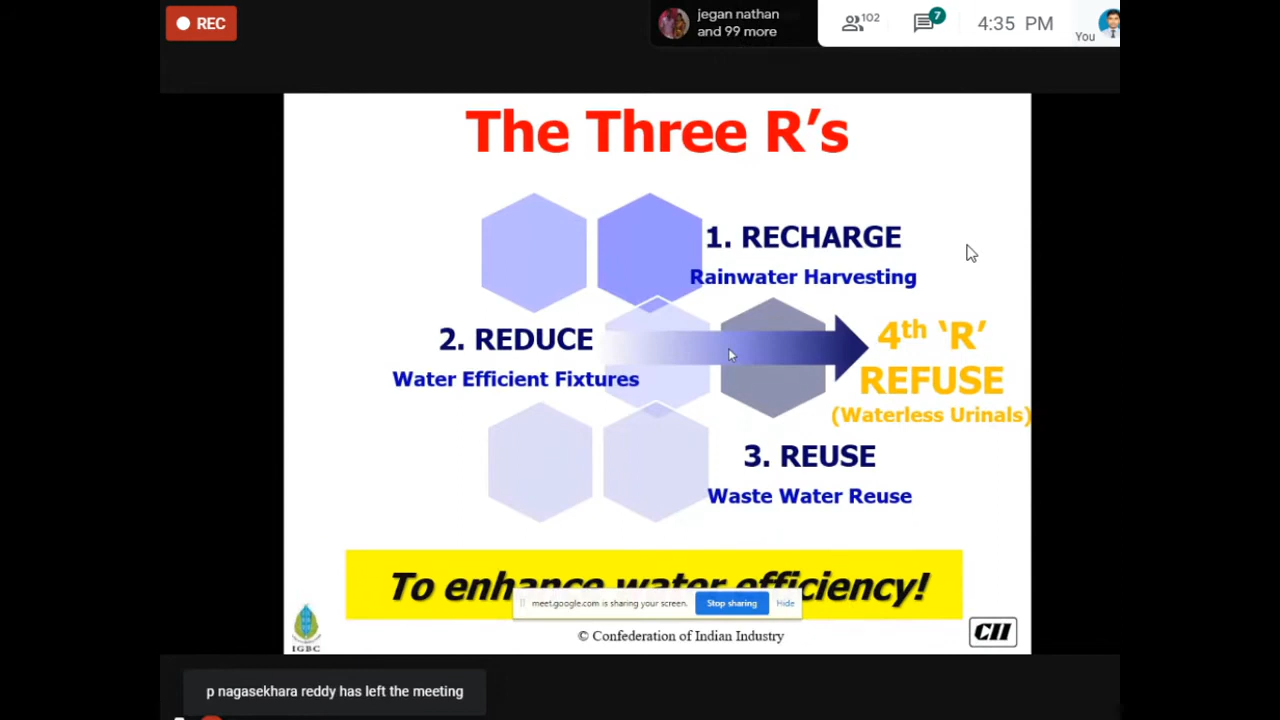 REC
jegan nathan
and 99 more
102
7
4:35 PM
You
The Three R's
1. RECHARGE
Rainwater Harvesting
2. REDUCE
Water Efficient Fixtures
4th 'R'
REFUSE
(Waterless Urinals)
3. REUSE
Waste Water Reuse
To enhance water efficiency!
meet.google.com is sharing your screen.
Stop sharing
Hide
© Confederation of Indian Industry
IGBC
CII
p nagasekhara reddy has left the meeting